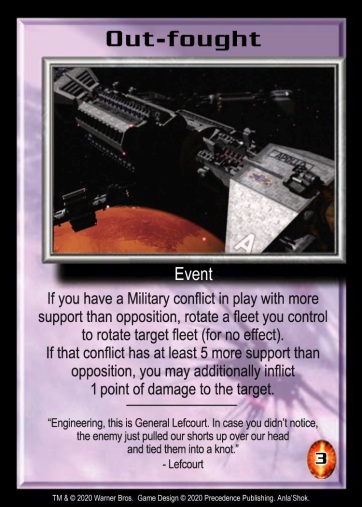 Out-fought
APOLLO
A
Event
If you have a Military conflict in play with more
support than opposition, rotate a fleet you control
to rotate target fleet (for no effect).
If that conflict has at least 5 more support than
opposition, you may additionally inflict
1 point of damage to the target.
“Engineering, this is General Lefcourt. In case you didn’t notice,
the enemy just pulled our shorts up over our head
and tied them into a knot.”
- Lefcourt
3
TM & © 2020 Warner Bros. Game Design © 2020 Precedence Publishing. Anla’Shok.